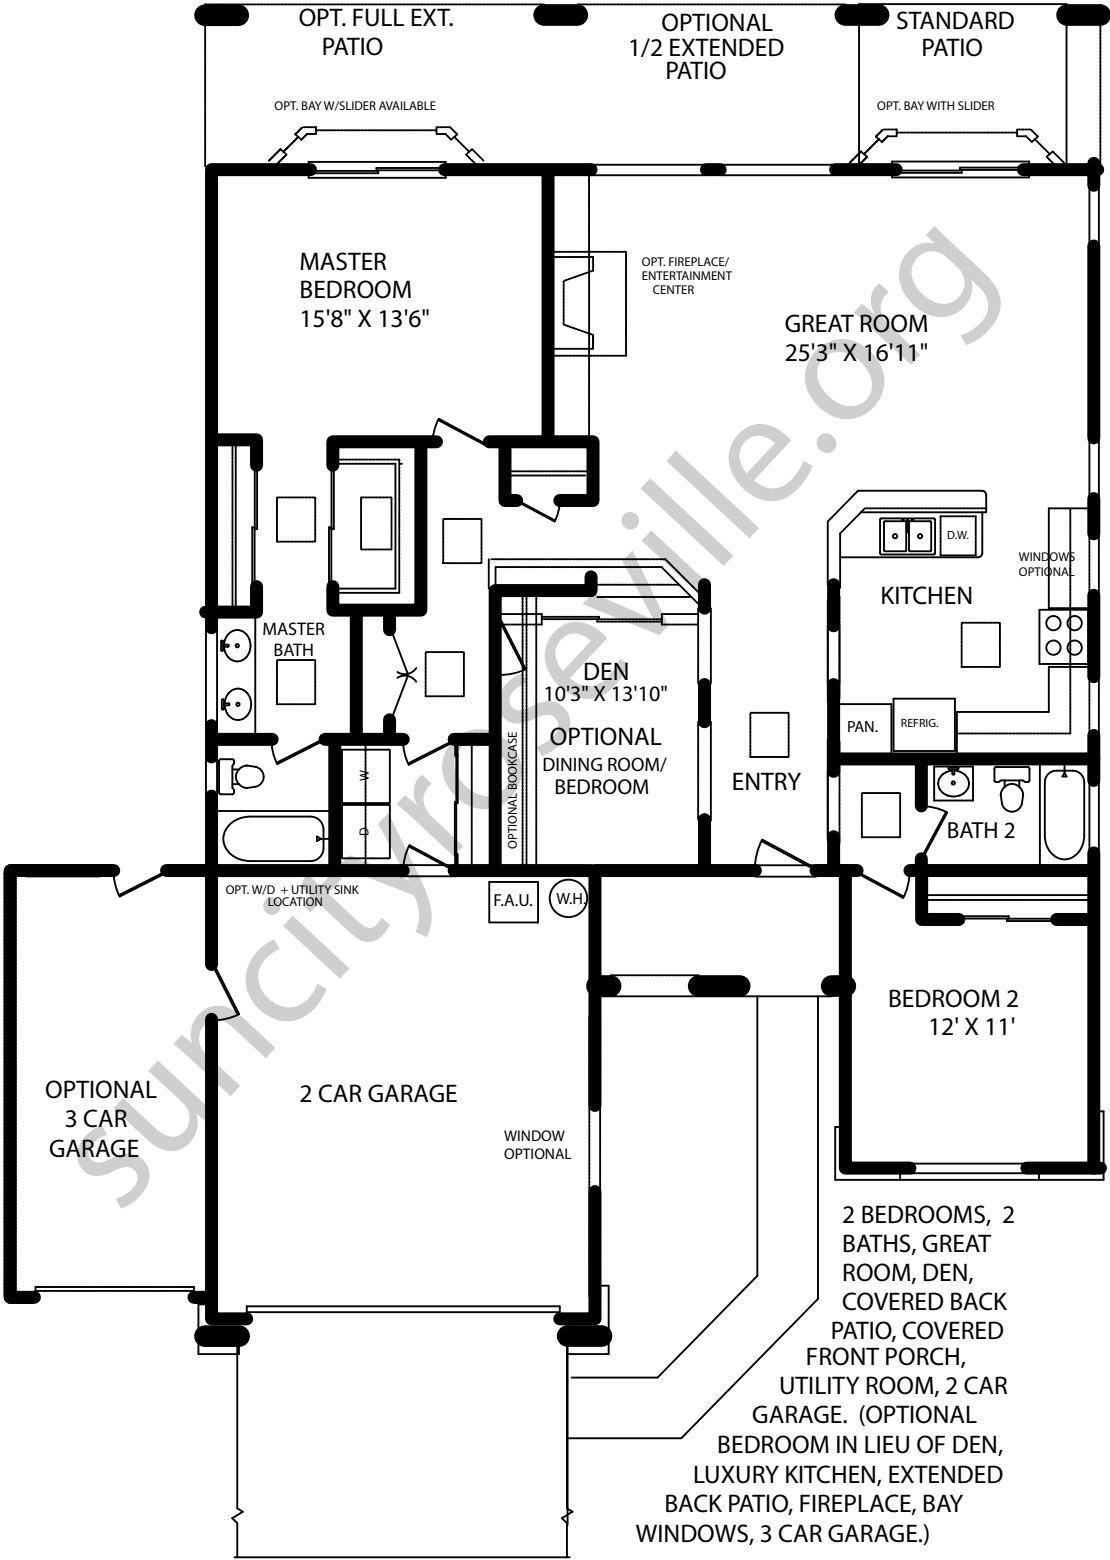 OPT. FULL EXT.
PATIO
OPTIONAL
1/2 EXTENDED
PATIO
STANDARD
PATIO
OPT. BAY W/SLIDER AVAILABLE
OPT. BAY WITH SLIDER
MASTER
BEDROOM
15'8" X 13'6"
OPT. FIREPLACE/
ENTERTAINMENT
CENTER
GREAT ROOM
25'3" X 16'11"
D.W.
WINDOWS
OPTIONAL
KITCHEN
MASTER
BATH
DEN
10'3" X 13'10"
OPTIONAL
DINING ROOM/
BEDROOM
OPTIONAL BOOKCASE
PAN.
REFRIG.
ENTRY
W
D
BATH 2
OPT. W/D + UTILITY SINK
LOCATION
F.A.U.
W.H.
BEDROOM 2
12' X 11'
OPTIONAL
3 CAR
GARAGE
2 CAR GARAGE
WINDOW
OPTIONAL
2 BEDROOMS, 2
BATHS, GREAT
ROOM, DEN,
COVERED BACK
PATIO, COVERED
FRONT PORCH,
UTILITY ROOM, 2 CAR
GARAGE. (OPTIONAL
BEDROOM IN LIEU OF DEN,
LUXURY KITCHEN, EXTENDED
BACK PATIO, FIREPLACE, BAY
WINDOWS, 3 CAR GARAGE.)
suncityroseville.org